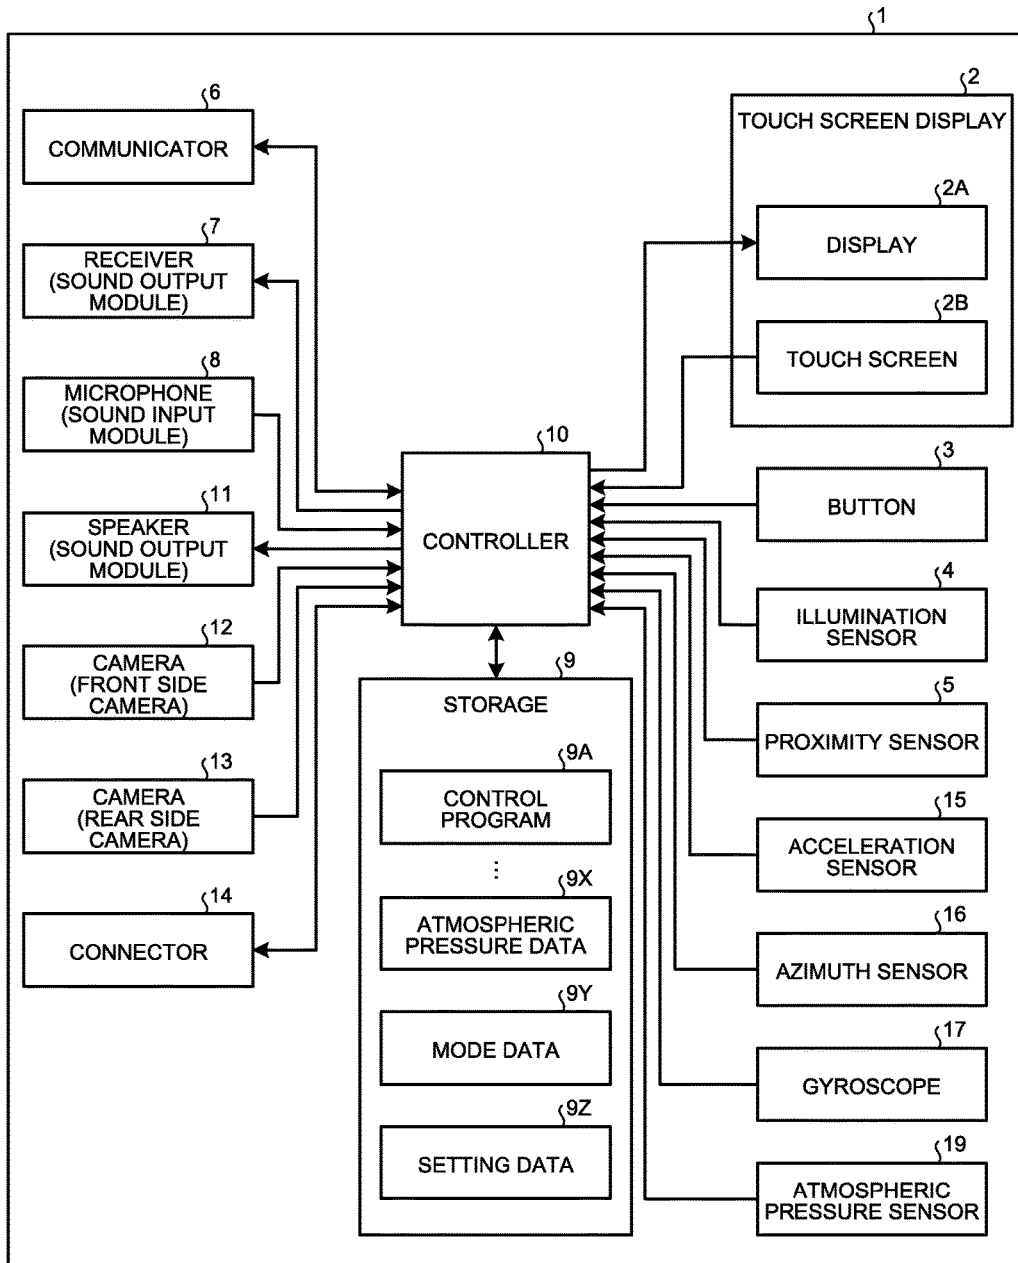 1
6
COMMUNICATOR
7
RECEIVER
(SOUND OUTPUT
MODULE)
8
MICROPHONE
(SOUND INPUT
MODULE)
11
SPEAKER
(SOUND OUTPUT
MODULE)
12
CAMERA
(FRONT SIDE
CAMERA)
13
CAMERA
(REAR SIDE
CAMERA)
14
CONNECTOR
10
CONTROLLER
9
STORAGE
9A
CONTROL
PROGRAM
⋮
9X
ATMOSPHERIC
PRESSURE DATA
9Y
MODE DATA
9Z
SETTING DATA
2
TOUCH SCREEN DISPLAY
2A
DISPLAY
2B
TOUCH SCREEN
3
BUTTON
4
ILLUMINATION
SENSOR
5
PROXIMITY SENSOR
15
ACCELERATION
SENSOR
16
AZIMUTH SENSOR
17
GYROSCOPE
19
ATMOSPHERIC
PRESSURE SENSOR